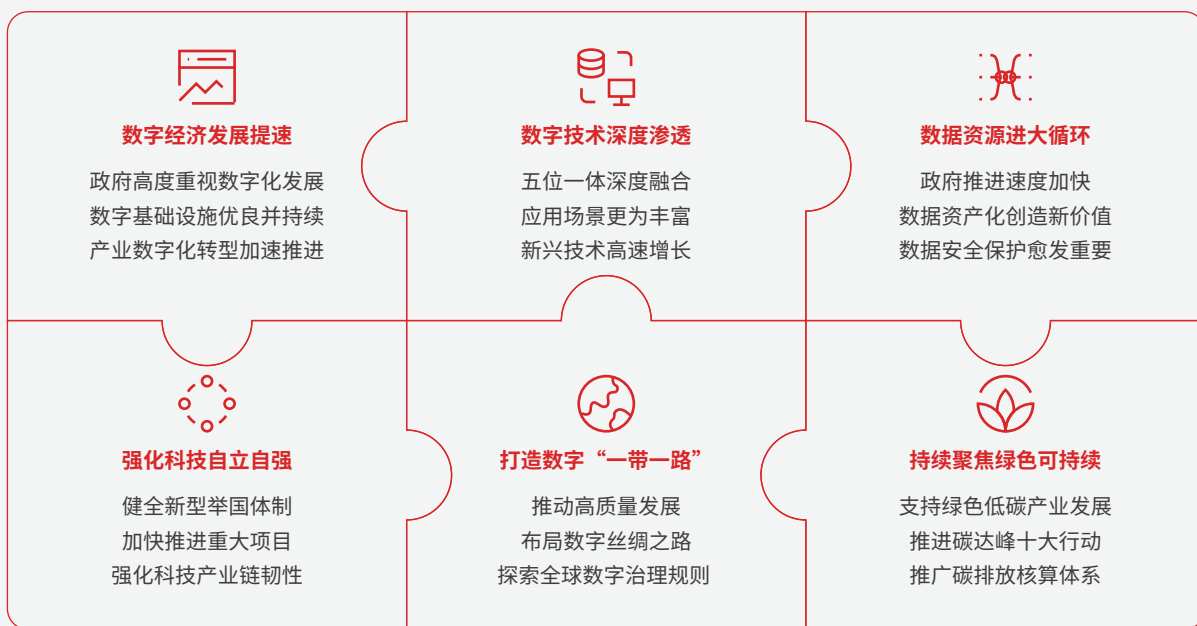 数字经济发展提速
政府高度重视数字化发展
数字基础设施优良并持续
产业数字化转型加速推进
数字技术深度渗透
五位一体深度融合
应用场景更为丰富
新兴技术高速增长
数据资源进大循环
政府推进速度加快
数据资产化创造新价值
数据安全保护愈发重要
强化科技自立自强
健全新型举国体制
加快推进重大项目
强化科技产业链韧性
打造数字“一带一路”
推动高质量发展
布局数字丝绸之路
探索全球数字治理规则
持续聚焦绿色可持续
支持绿色低碳产业发展
推进碳达峰十大行动
推广碳排放核算体系